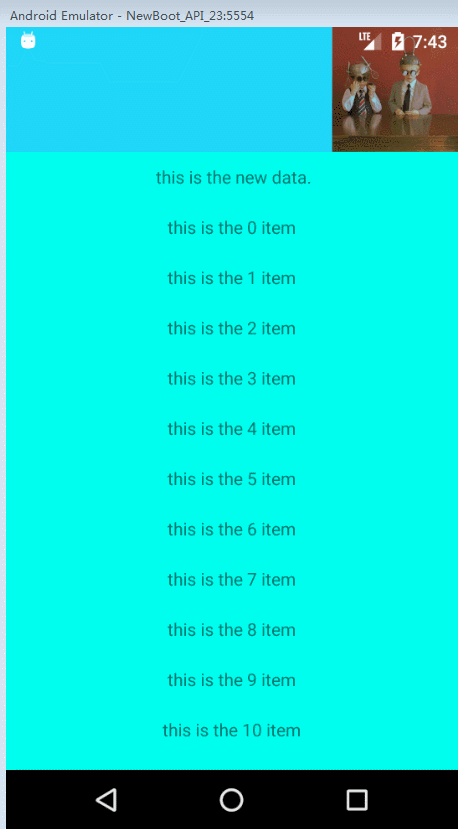 Android Emulator - NewBoot_API_23:5554
LTE 7:43
this is the new data.
this is the 0 item
this is the 1 item
this is the 2 item
this is the 3 item
this is the 4 item
this is the 5 item
this is the 6 item
this is the 7 item
this is the 8 item
this is the 9 item
this is the 10 item